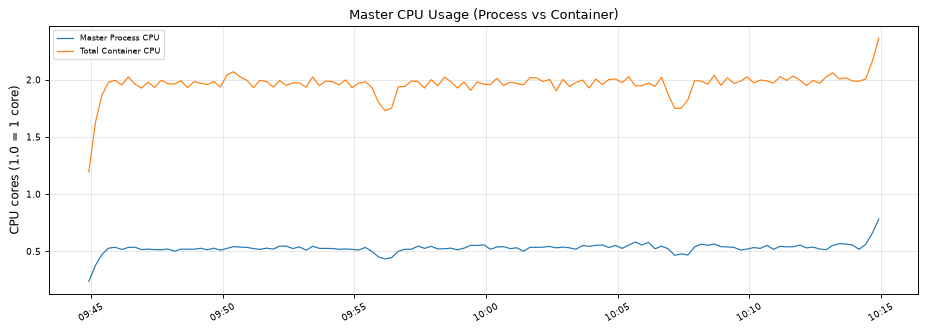 Master CPU Usage (Process vs Container)
Master Process CPU
Total Container CPU
CPU cores (1.0 = 1 core)
2.0
1.5
1.0
0.5
09:45
09:50
09:55
10:00
10:05
10:10
10:15